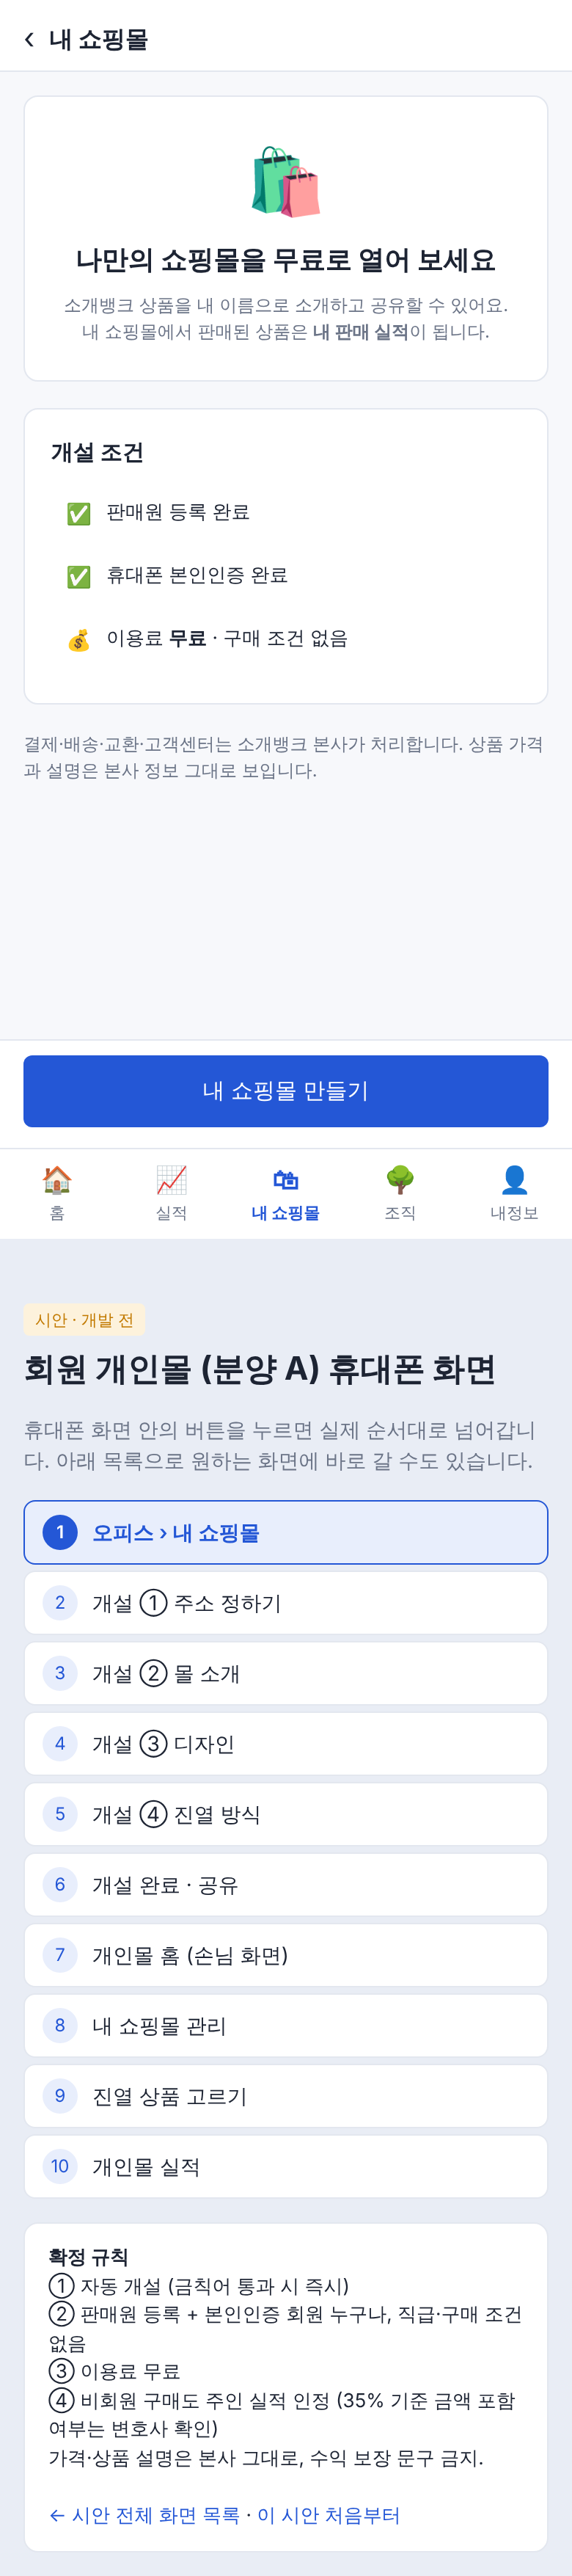 ‹ 내 쇼핑몰
나만의 쇼핑몰을 무료로 열어 보세요
소개뱅크 상품을 내 이름으로 소개하고 공유할 수 있어요.
내 쇼핑몰에서 판매된 상품은 내 판매 실적이 됩니다.
개설 조건
✅ 판매원 등록 완료
✅ 휴대폰 본인인증 완료
💰 이용료 무료 · 구매 조건 없음
결제·배송·교환·고객센터는 소개뱅크 본사가 처리합니다. 상품 가격
과 설명은 본사 정보 그대로 보입니다.
내 쇼핑몰 만들기
홈 실적 내 쇼핑몰 조직 내정보
시안 · 개발 전
회원 개인몰 (분양 A) 휴대폰 화면
휴대폰 화면 안의 버튼을 누르면 실제 순서대로 넘어갑니
다. 아래 목록으로 원하는 화면에 바로 갈 수도 있습니다.
1 오피스 › 내 쇼핑몰
2 개설 ① 주소 정하기
3 개설 ② 몰 소개
4 개설 ③ 디자인
5 개설 ④ 진열 방식
6 개설 완료 · 공유
7 개인몰 홈 (손님 화면)
8 내 쇼핑몰 관리
9 진열 상품 고르기
10 개인몰 실적
확정 규칙
① 자동 개설 (금칙어 통과 시 즉시)
② 판매원 등록 + 본인인증 회원 누구나, 직급·구매 조건
없음
③ 이용료 무료
④ 비회원 구매도 주인 실적 인정 (35% 기준 금액 포함
여부는 변호사 확인)
가격·상품 설명은 본사 그대로, 수익 보장 문구 금지.
← 시안 전체 화면 목록 · 이 시안 처음부터